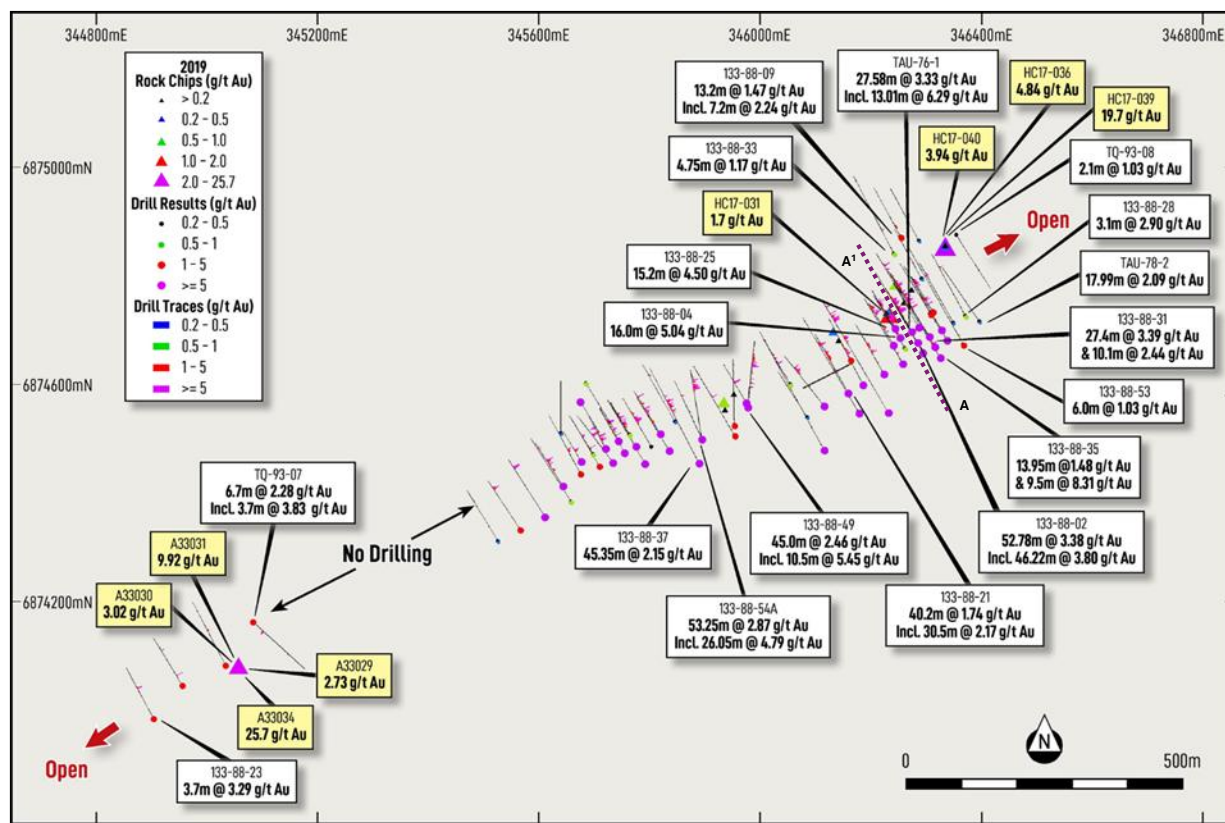 344800mE
345200mE
345600mE
346000mE
346400mE
346800mE
6875000mN
6874600mN
6874200mN
2019
Rock Chips (g/t Au)
> 0.2
0.2 - 0.5
0.5 - 1.0
1.0 - 2.0
2.0 - 25.7
Drill Results (g/t Au)
0.2 - 0.5
0.5 - 1
1 - 5
>= 5
Drill Traces (g/t Au)
0.2 - 0.5
0.5 - 1
1 - 5
>= 5
133-88-09
13.2m @ 1.47 g/t Au
Incl. 7.2m @ 2.24 g/t Au
TAU-76-1
27.58m @ 3.33 g/t Au
Incl. 13.01m @ 6.29 g/t Au
HC17-036
4.84 g/t Au
HC17-039
19.7 g/t Au
HC17-040
3.94 g/t Au
133-88-33
4.75m @ 1.17 g/t Au
TQ-93-08
2.1m @ 1.03 g/t Au
HC17-031
1.7 g/t Au
133-88-28
3.1m @ 2.90 g/t Au
Open
133-88-25
15.2m @ 4.50 g/t Au
A¹
TAU-78-2
17.99m @ 2.09 g/t Au
133-88-04
16.0m @ 5.04 g/t Au
133-88-31
27.4m @ 3.39 g/t Au
& 10.1m @ 2.44 g/t Au
A
133-88-53
6.0m @ 1.03 g/t Au
133-88-35
13.95m @1.48 g/t Au
& 9.5m @ 8.31 g/t Au
TQ-93-07
6.7m @ 2.28 g/t Au
Incl. 3.7m @ 3.83 g/t Au
No Drilling
133-88-37
45.35m @ 2.15 g/t Au
133-88-49
45.0m @ 2.46 g/t Au
Incl. 10.5m @ 5.45 g/t Au
133-88-02
52.78m @ 3.38 g/t Au
Incl. 46.22m @ 3.80 g/t Au
A33031
9.92 g/t Au
A33030
3.02 g/t Au
133-88-54A
53.25m @ 2.87 g/t Au
Incl. 26.05m @ 4.79 g/t Au
133-88-21
40.2m @ 1.74 g/t Au
Incl. 30.5m @ 2.17 g/t Au
A33029
2.73 g/t Au
A33034
25.7 g/t Au
Open
133-88-23
3.7m @ 3.29 g/t Au
N
0
500m